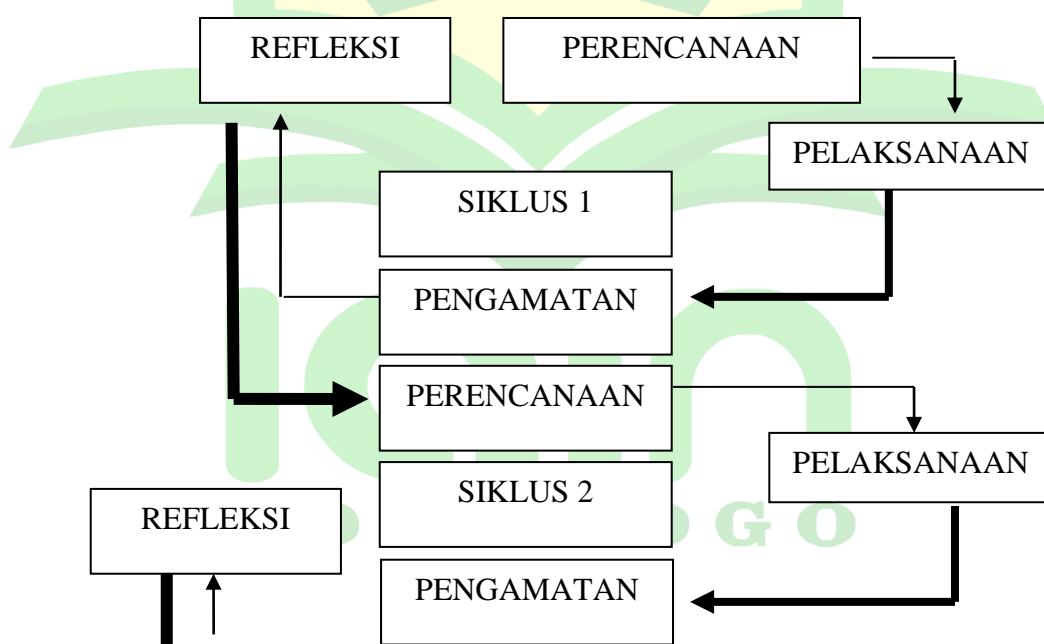 REFLEKSI
PERENCANAAN
PELAKSANAAN
SIKLUS 1
PENGAMATAN
PERENCANAAN
PELAKSANAAN
SIKLUS 2
REFLEKSI
PENGAMATAN